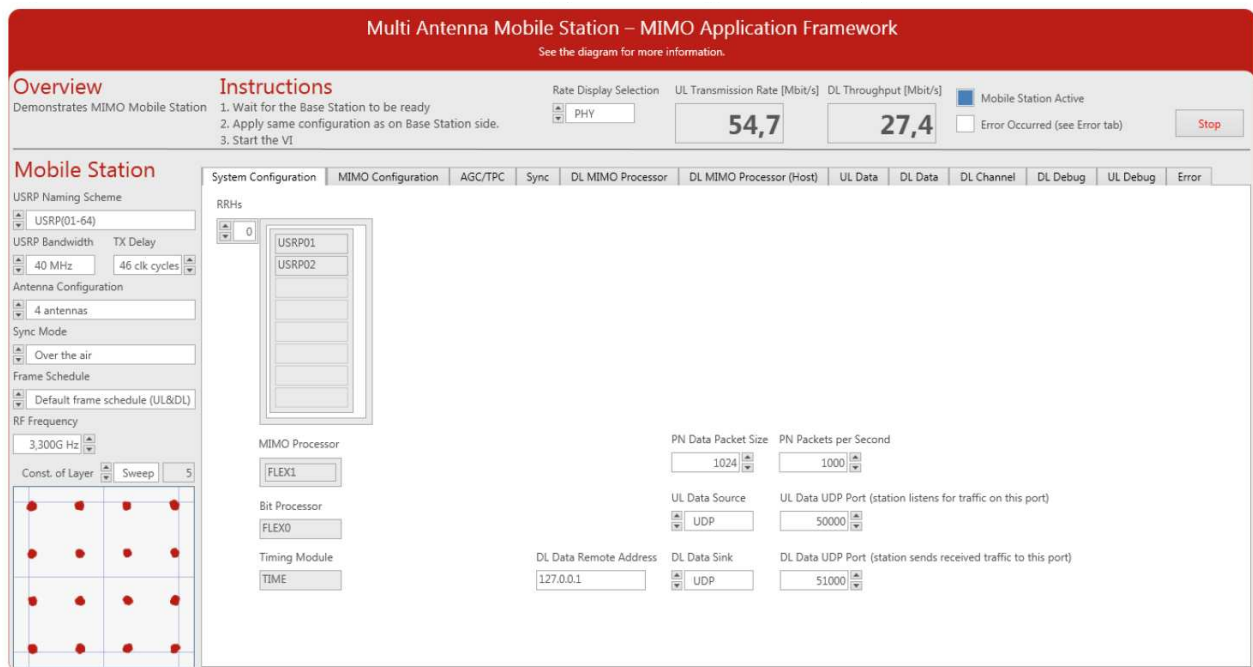 Multi Antenna Mobile Station – MIMO Application Framework
See the diagram for more information.
Overview
Demonstrates MIMO Mobile Station
Instructions
1. Wait for the Base Station to be ready
2. Apply same configuration as on Base Station side.
3. Start the VI
Rate Display Selection
PHY
UL Transmission Rate [Mbit/s]
54,7
DL Throughput [Mbit/s]
27,4
Mobile Station Active
Error Occurred (see Error tab)
Stop
Mobile Station
USRP Naming Scheme
USRP(01-64)
USRP Bandwidth TX Delay
40 MHz 46 clk cycles
Antenna Configuration
4 antennas
Sync Mode
Over the air
Frame Schedule
Default frame schedule (UL&DL)
RF Frequency
3,300G Hz
Const. of Layer Sweep 5
System Configuration MIMO Configuration AGC/TPC Sync DL MIMO Processor DL MIMO Processor (Host) UL Data DL Data DL Channel DL Debug UL Debug Error
RRHs
0
USRP01
USRP02
MIMO Processor
FLEX1
Bit Processor
FLEX0
Timing Module
TIME
PN Data Packet Size PN Packets per Second
1024 1000
UL Data Source UL Data UDP Port (station listens for traffic on this port)
UDP 50000
DL Data Remote Address DL Data Sink DL Data UDP Port (station sends received traffic to this port)
127.0.0.1 UDP 51000